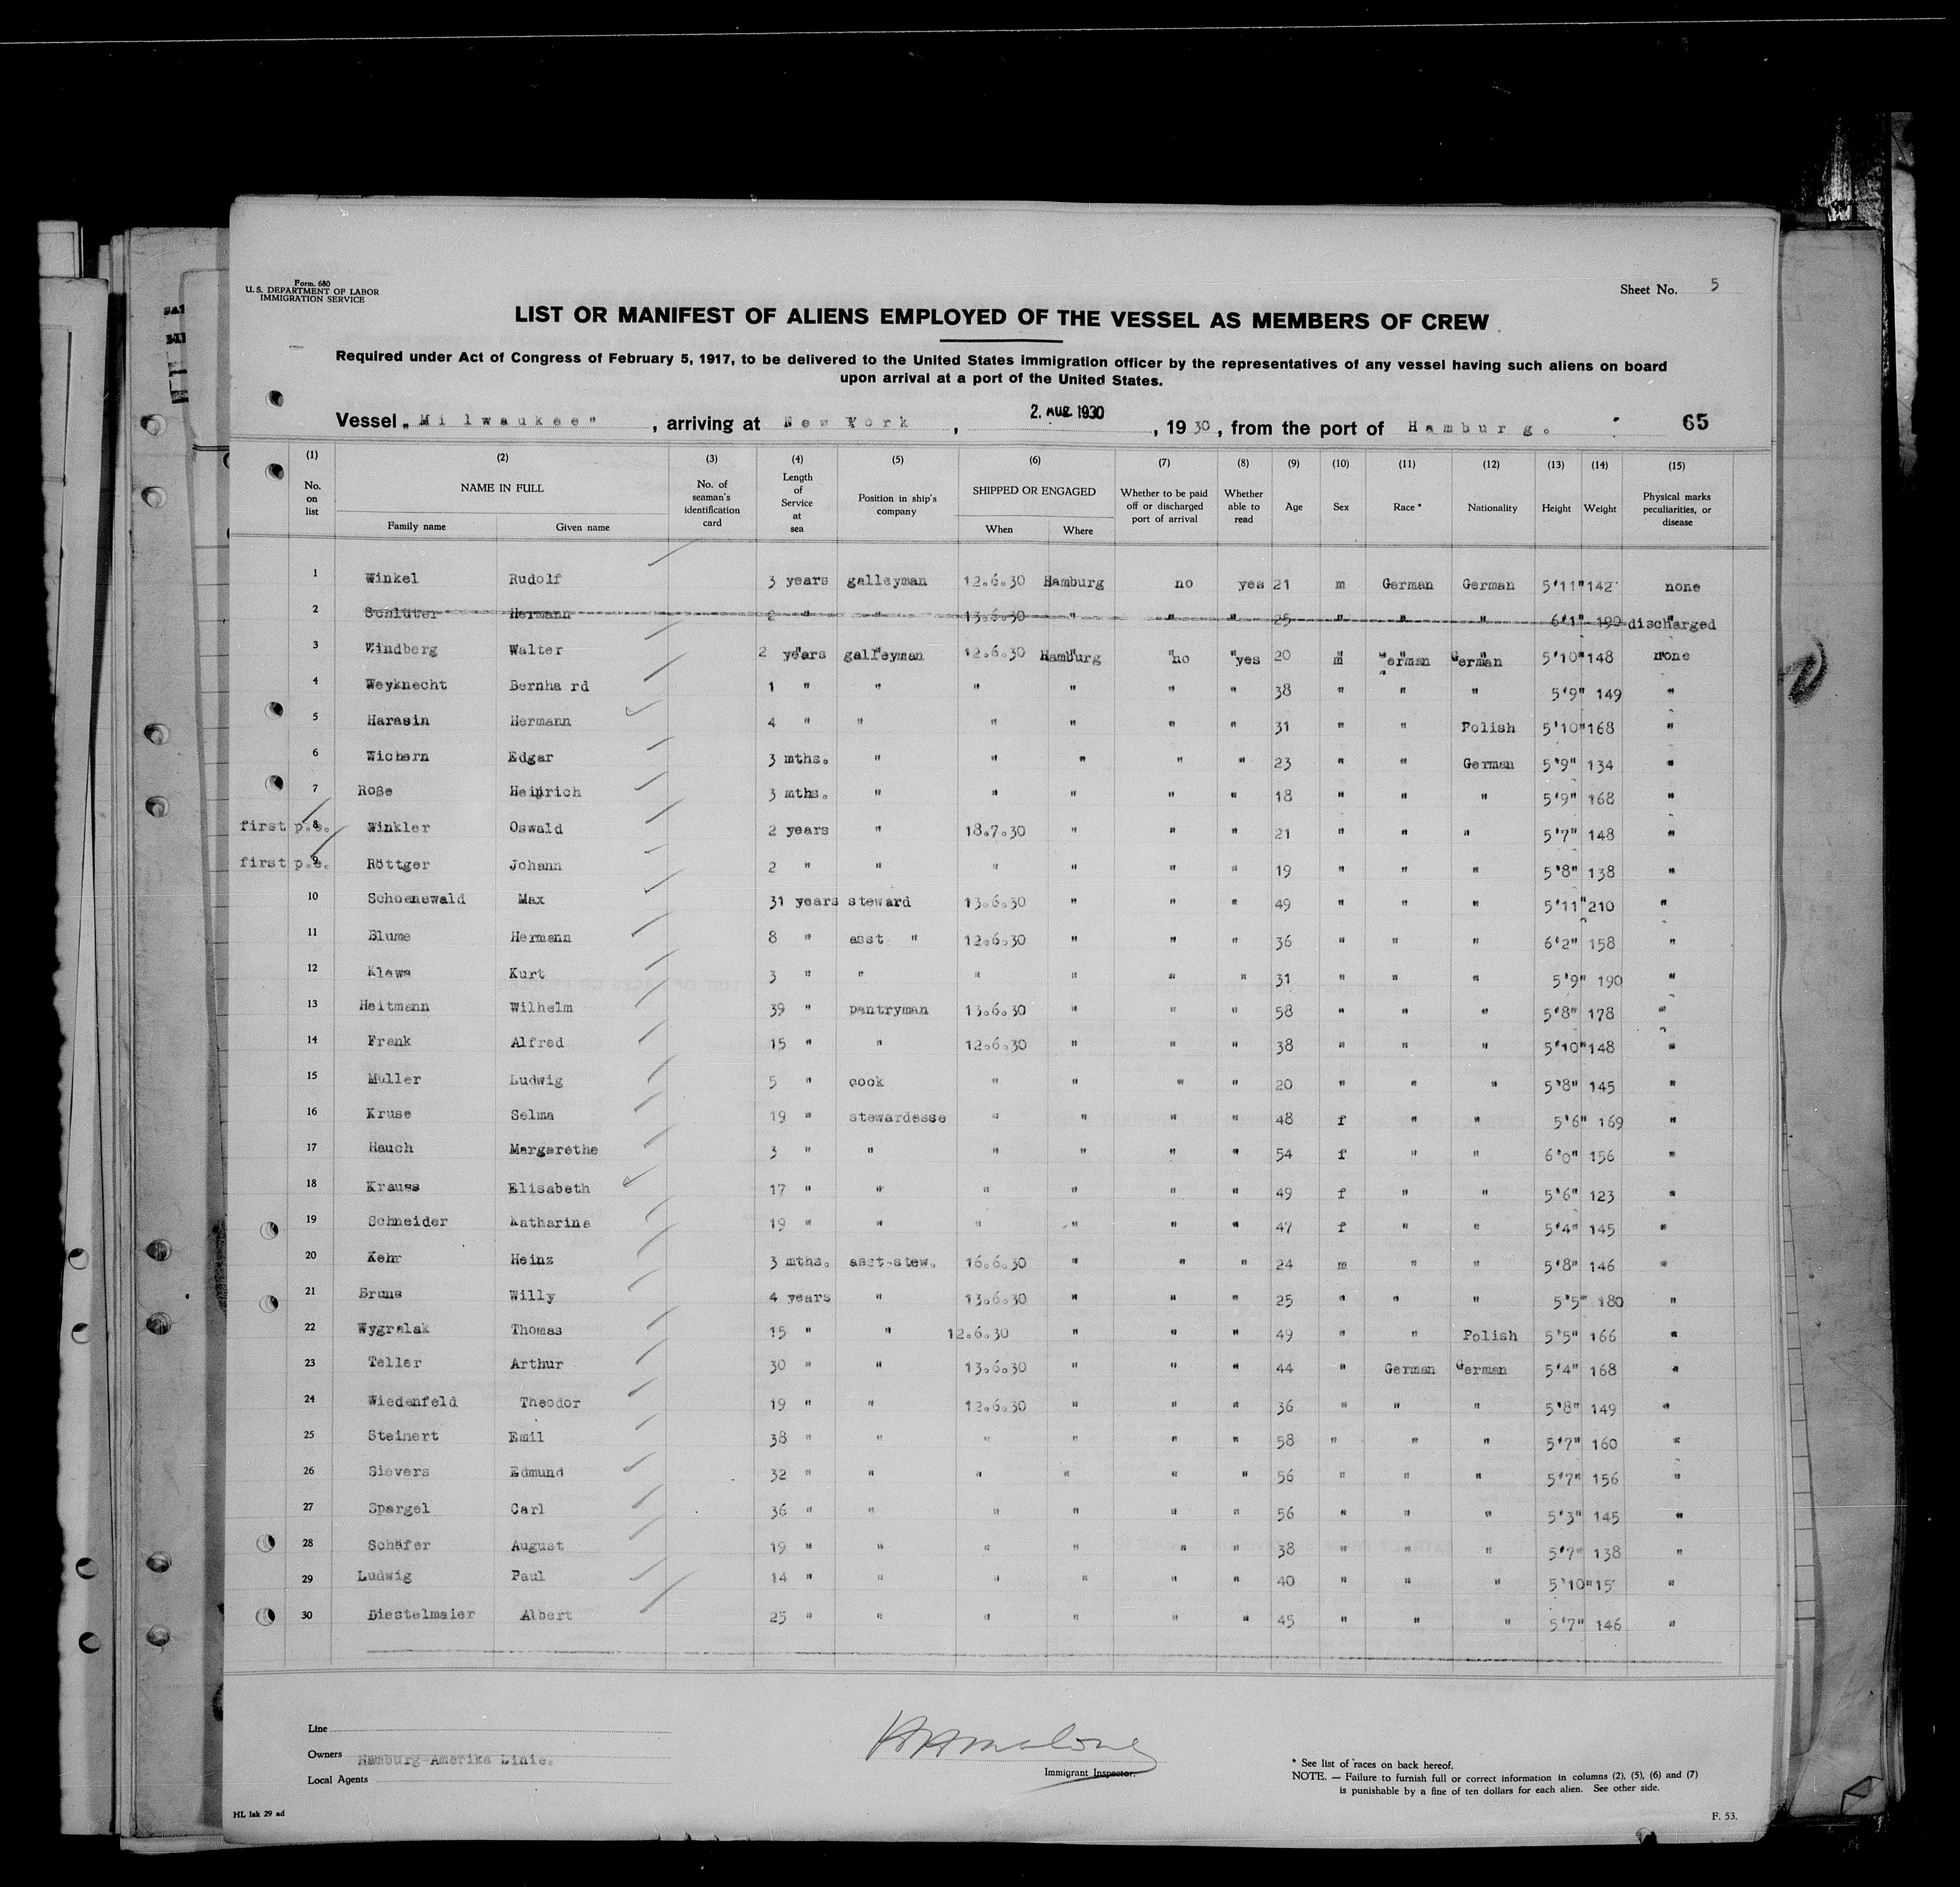 Form. 680
U. S. DEPARTMENT OF LABOR
IMMIGRATION SERVICE
Sheet No. 5
LIST OR MANIFEST OF ALIENS EMPLOYED OF THE VESSEL AS MEMBERS OF CREW
Required under Act of Congress of February 5, 1917, to be delivered to the United States immigration officer by the representatives of any vessel having such aliens on board
upon arrival at a port of the United States.
Vessel „Milwaukee", arriving at New York, 2. AUG. 1930, 1930, from the port of Hamburg. 65
(1) (2) (3) (4) (5) (6) (7) (8) (9) (10) (11) (12) (13) (14) (15)
No. on list NAME IN FULL Family name Given name No. of seaman's identification card Length of Service at sea Position in ship's company SHIPPED OR ENGAGED When Where Whether to be paid off or discharged port of arrival Whether able to read Age Sex Race * Nationality Height Weight Physical marks peculiarities, or disease
1 Winkel Rudolf 3 years galleyman 12.6.30 Hamburg no yes 21 m German German 5'11" 142 none
2 Schlüter Hermann 2 " " 13.6.30 " " " 25 " " " 6'1" 190 discharged
3 Windberg Walter 2 years galleyman 12.6.30 Hamburg no yes 20 m German German 5'10" 148 none
4 Weyknecht Bernha rd 1 " " " " " " 38 " " " 5'9" 149 "
5 Harasin Hermann 4 " " " " " " 31 " " Polish 5'10" 168 "
6 Wichern Edgar 3 mths. " " " " " 23 " " German 5'9" 134 "
7 Roße Heinrich 3 mths. " " " " " 18 " " " 5'9" 168 "
first p.e. 8 Winkler Oswald 2 years " 18.7.30 " " " 21 " " " 5'7" 148 "
first p.e. 9 Röttger Johann 2 " " " " " " 19 " " " 5'8" 138 "
10 Schoenewald Max 31 years steward 13.6.30 " " " 49 " " " 5'11" 210 "
11 Blume Hermann 8 " asst " 12.6.30 " " " 36 " " " 6'2" 158 "
12 Klawa Kurt 3 " " " " " " 31 " " " 5'9" 190 "
13 Heitmann Wilhelm 39 " pantryman 13.6.30 " " " 58 " " " 5'8" 178 "
14 Frank Alfred 15 " " 12.6.30 " " " 38 " " " 5'10" 148 "
15 Müller Ludwig 5 " cook " " " " 20 " " " 5'8" 145 "
16 Kruse Selma 19 " stewardesse " " " " 48 f " " 5'6" 169 "
17 Hauch Margarethe 3 " " " " " " 54 f " " 6'0" 156 "
18 Krauss Elisabeth 17 " " " " " " 49 f " " 5'6" 123 "
19 Schneider Katharina 19 " " " " " " 47 f " " 5'4" 145 "
20 Kehr Heinz 3 mths. asst-stew. 16.6.30 " " " 24 m " " 5'8" 146 "
21 Bruns Willy 4 years " 13.6.30 " " " 25 " " " 5'5" 180 "
22 Wygralak Thomas 15 " " 12.6.30 " " " 49 " " Polish 5'5" 166 "
23 Teller Arthur 30 " " 13.6.30 " " " 44 " German German 5'4" 168 "
24 Wiedenfeld Theodor 19 " " 12.6.30 " " " 36 " " " 5'8" 149 "
25 Steinert Emil 38 " " " " " " 58 " " " 5'7" 160 "
26 Sievers Edmund 32 " " " " " " 56 " " " 5'7" 156 "
27 Spargel Carl 36 " " " " " " 56 " " " 5'3" 145 "
28 Schäfer August 19 " " " " " " 38 " " " 5'7" 138 "
29 Ludwig Paul 14 " " " " " " 40 " " " 5'10" "
30 Diestelmaier Albert 25 " " " " " " 45 " " " 5'7" 146 "
Line
Owners Hamburg-Amerika Linie.
Local Agents
Immigrant Inspector.
* See list of races on back hereof.
NOTE. — Failure to furnish full or correct information in columns (2), (5), (6) and (7)
is punishable by a fine of ten dollars for each alien. See other side.
HL lak 29 ad
F. 53.